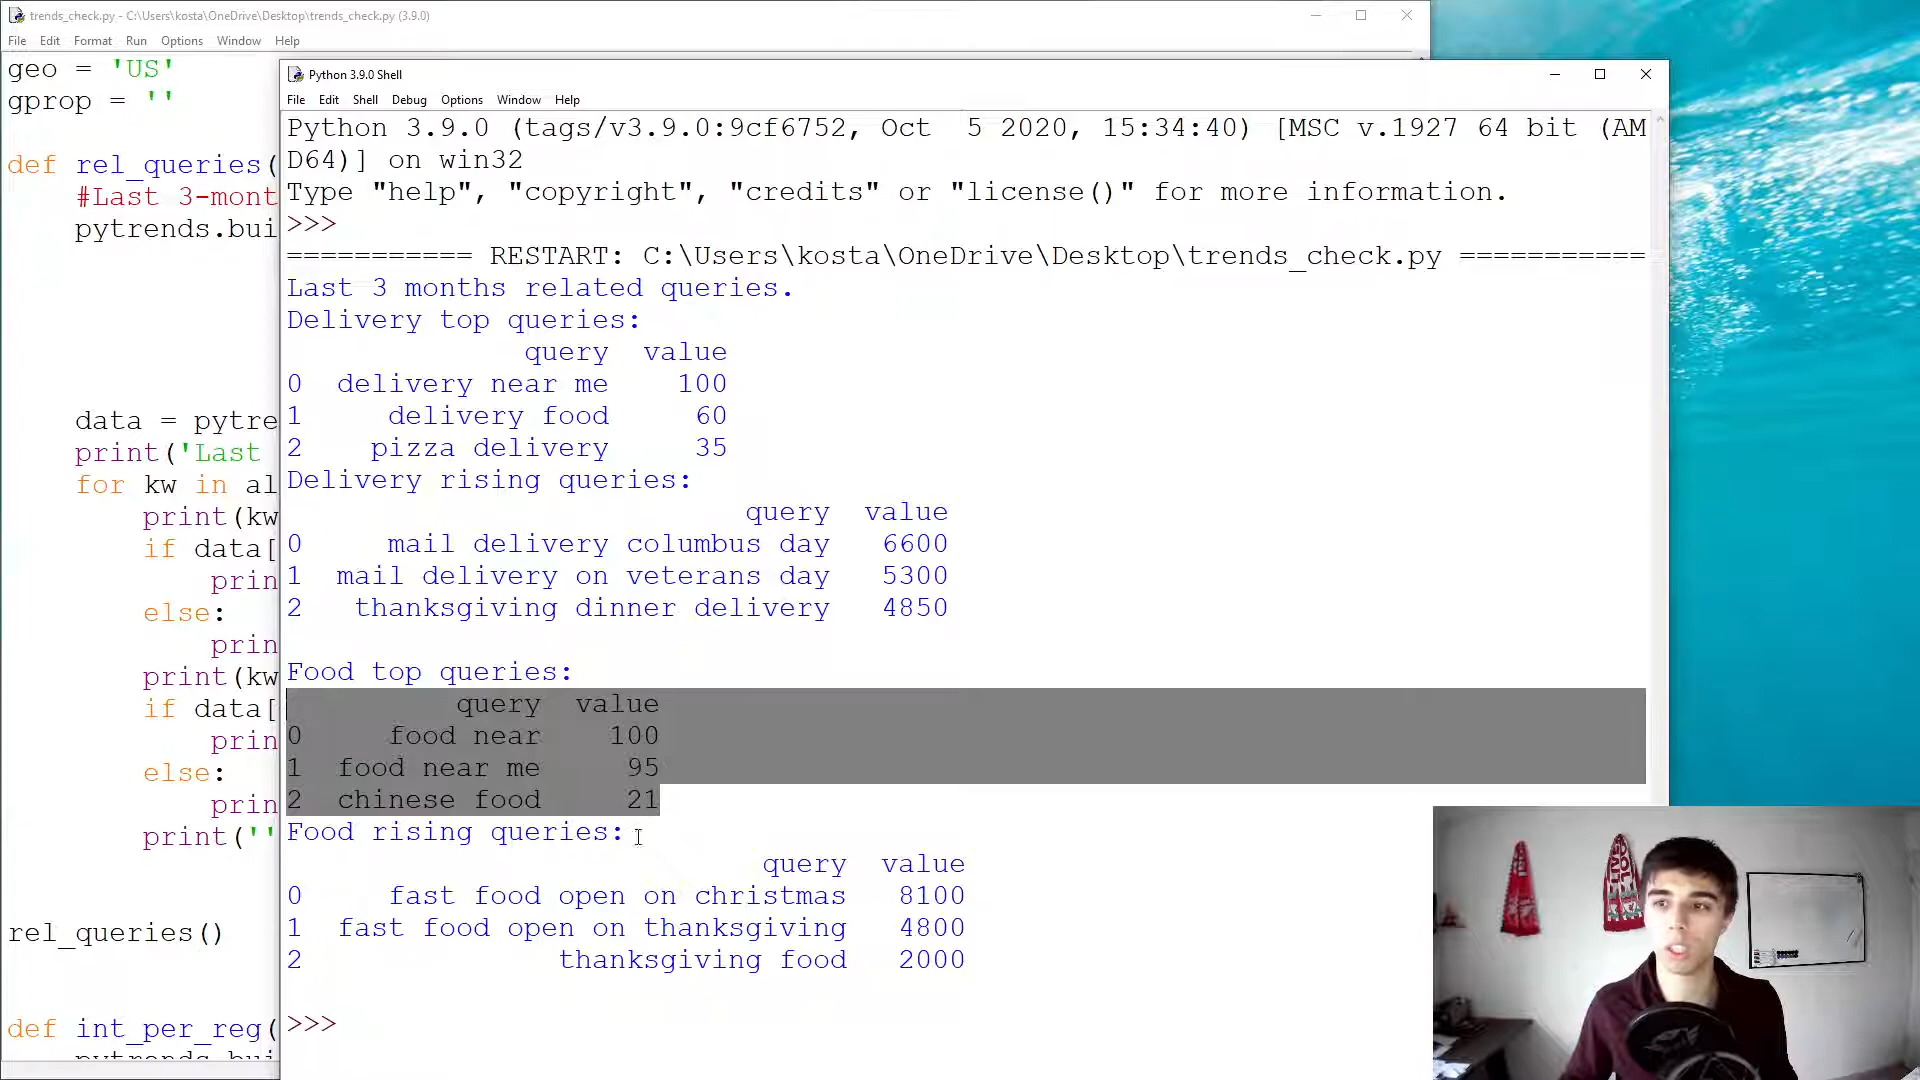 trends_check.py - C:\Users\kosta\OneDrive\Desktop\trends_check.py (3.9.0)
File Edit Format Run Options Window Help
geo = 'US'
gprop = ''
def rel_queries(
#Last 3-mont
pytrends.bui
data = pytre
print('Last
for kw in al
print(kw
if data[
prin
else:
prin
print(kw
if data[
prin
else:
prin
print(''
rel_queries()
def int_per_reg(
pytrends.bui
Python 3.9.0 Shell
File Edit Shell Debug Options Window Help
Python 3.9.0 (tags/v3.9.0:9cf6752, Oct  5 2020, 15:34:40) [MSC v.1927 64 bit (AM
D64)] on win32
Type "help", "copyright", "credits" or "license()" for more information.
>>>
=========== RESTART: C:\Users\kosta\OneDrive\Desktop\trends_check.py ===========
Last 3 months related queries.
Delivery top queries:
query  value
0  delivery near me    100
1     delivery food     60
2    pizza delivery     35
Delivery rising queries:
query  value
0     mail delivery columbus day   6600
1  mail delivery on veterans day   5300
2   thanksgiving dinner delivery   4850
Food top queries:
query  value
0     food near    100
1  food near me     95
2  chinese food     21
Food rising queries:
query  value
0     fast food open on christmas   8100
1  fast food open on thanksgiving   4800
2               thanksgiving food   2000
>>>